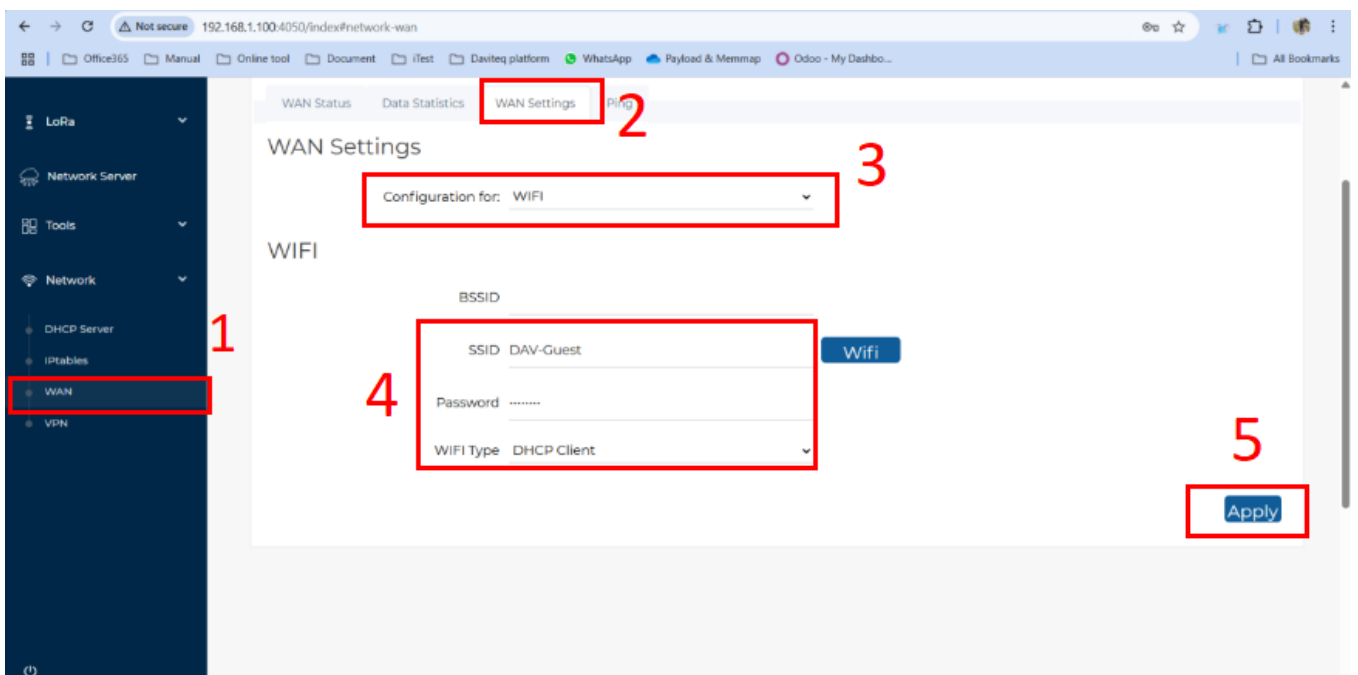 Not secure 192.168.1.100:4050/index#network-wan
Office365 Manual Online tool Document iTest Daviteq platform WhatsApp Payload & Memmap Odoo - My Dashbo... All Bookmarks
WAN Status Data Statistics WAN Settings Ping
2
LoRa
WAN Settings
3
Network Server
Configuration for: WIFI
Tools
WIFI
Network
BSSID
DHCP Server
1
SSID DAV-Guest Wifi
IPtables
4
WAN
Password ········
VPN
WIFI Type DHCP Client
5
Apply